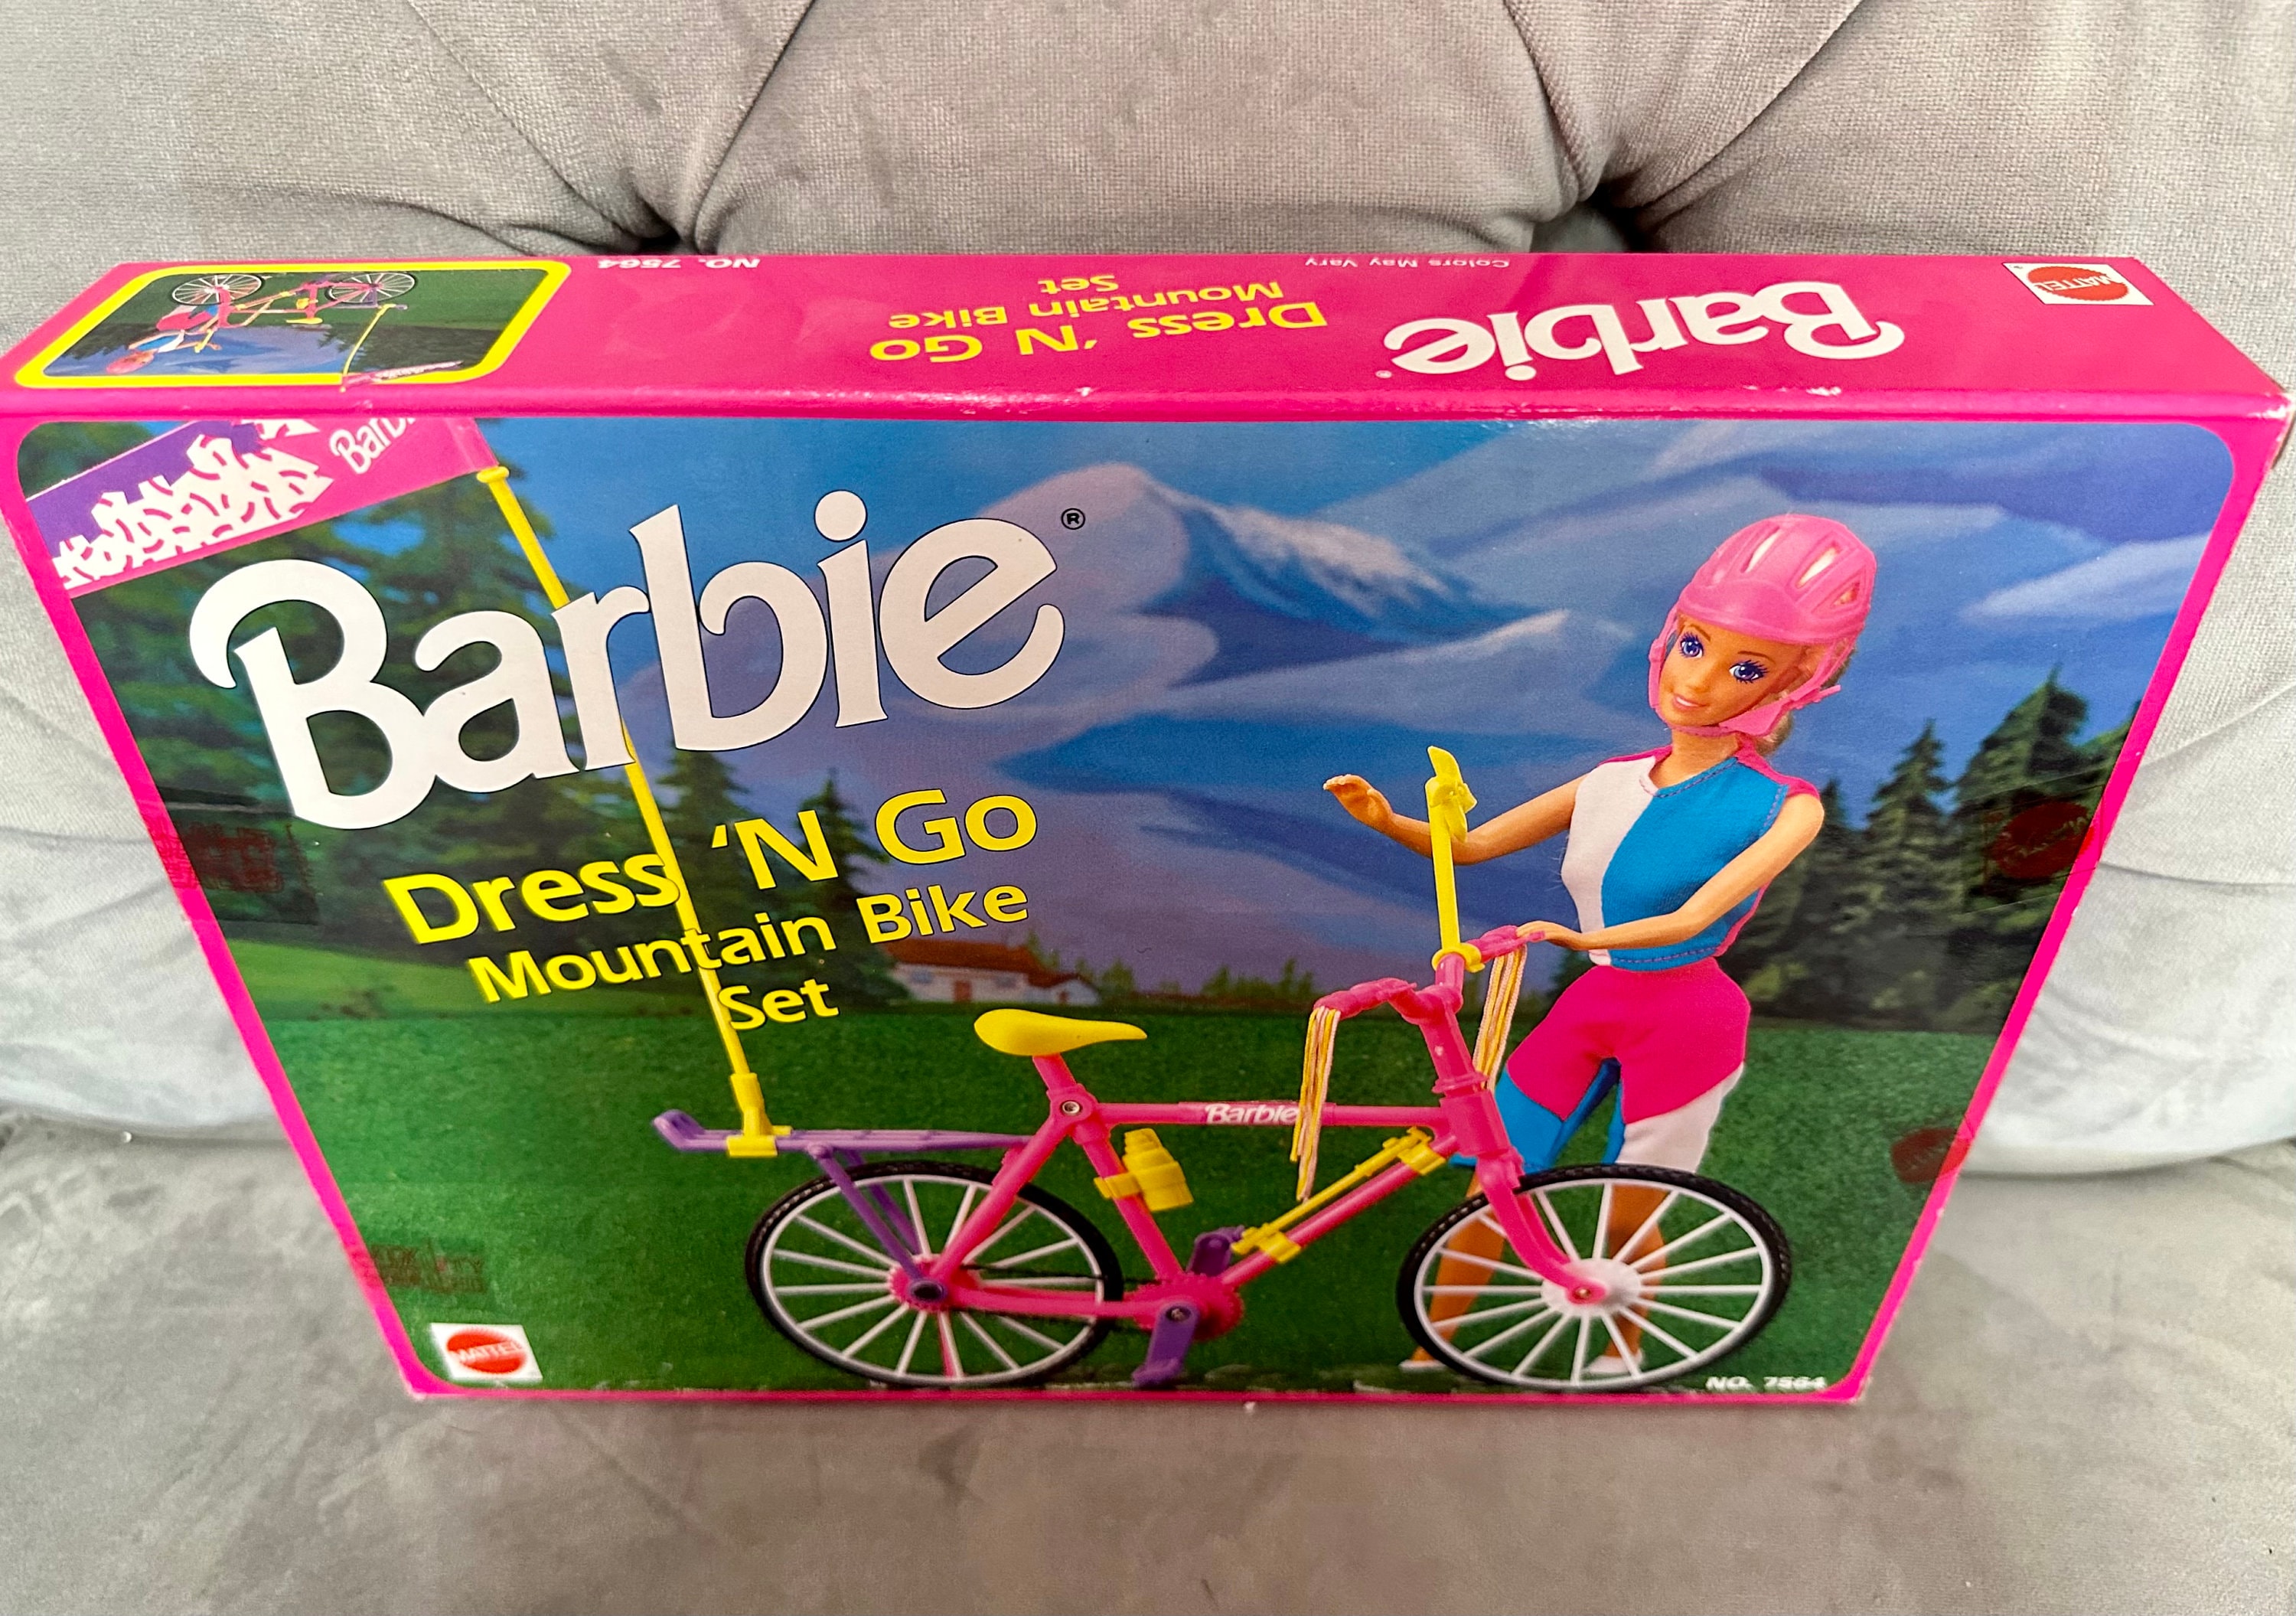 NO. 7564
Colors May Vary
MATTEL
Barbie
Dress 'N Go
Mountain Bike
Set
Barbie
Barbie®
Dress 'N Go
Mountain Bike
Set
Barbie
MATTEL
NO. 7564